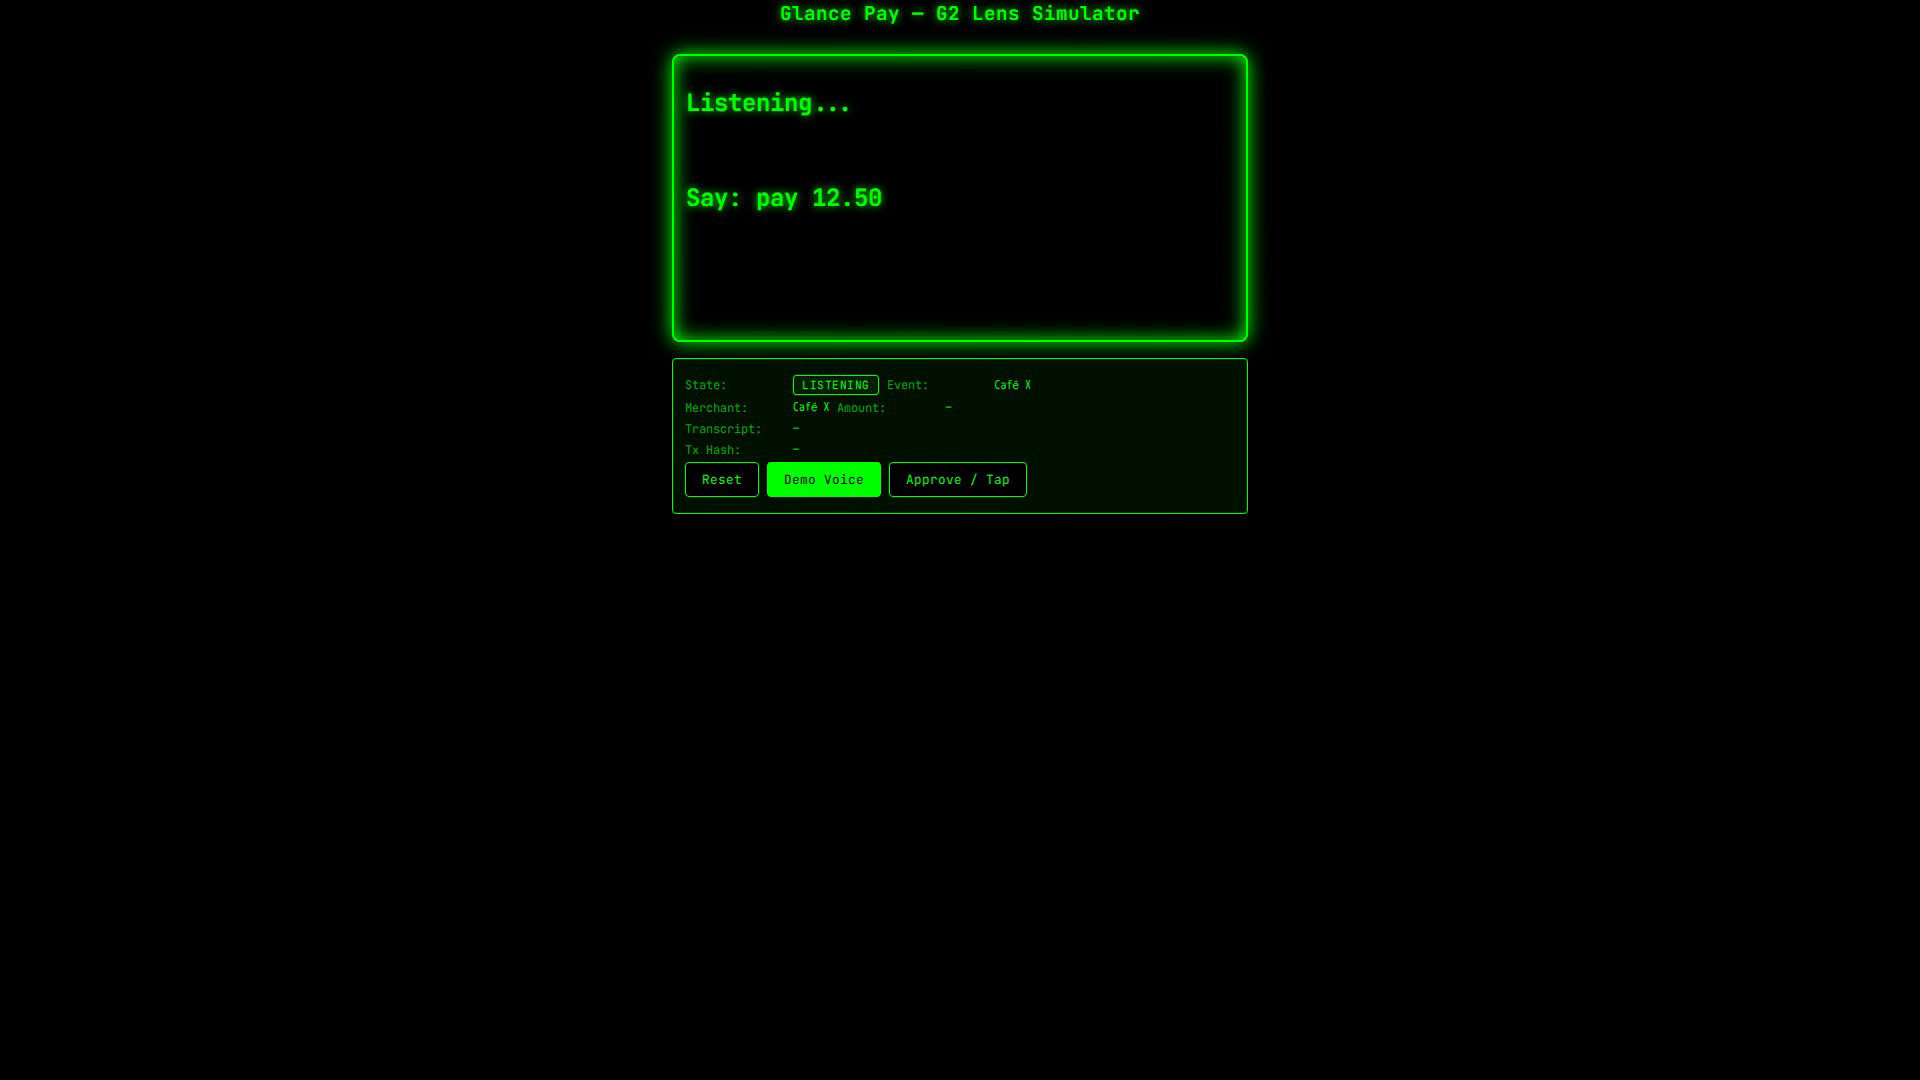 Glance Pay — G2 Lens Simulator
Listening...
Say: pay 12.50
State: LISTENING Event: Café X
Merchant: Café X Amount: —
Transcript: —
Tx Hash: —
Reset Demo Voice Approve / Tap